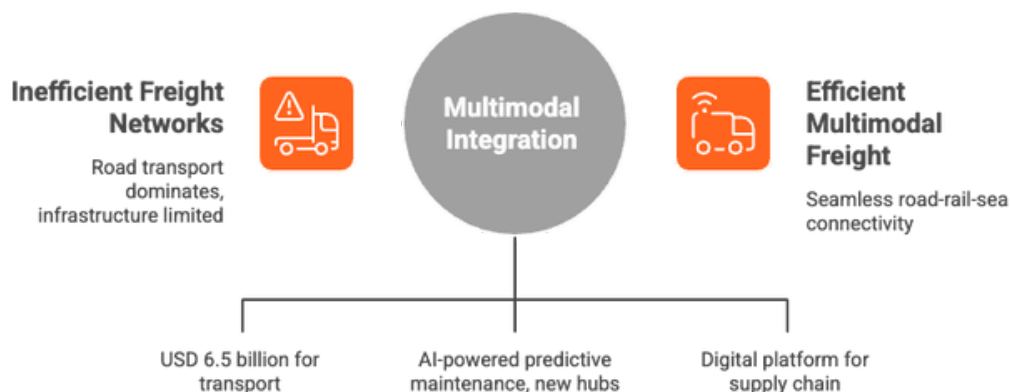 Inefficient Freight
Networks
Road transport
dominates,
infrastructure limited
Multimodal
Integration
Efficient
Multimodal
Freight
Seamless road-rail-sea
connectivity
USD 6.5 billion for
transport
AI-powered predictive
maintenance, new hubs
Digital platform for
supply chain